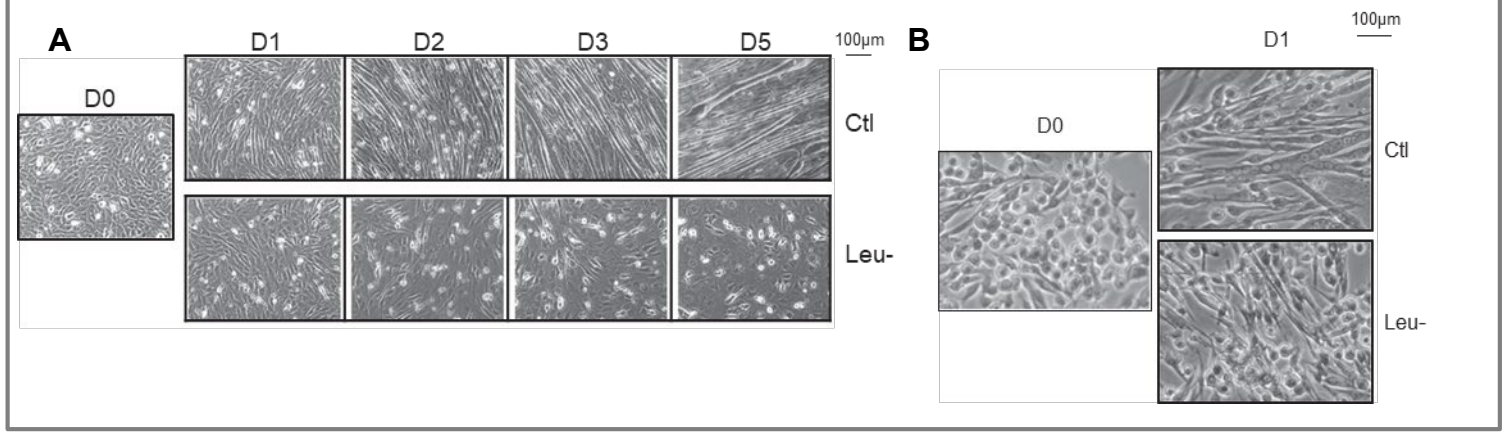 A
D0
D1
D2
D3
D5
100µm
Ctl
Leu-
B
D0
D1
100µm
Ctl
Leu-